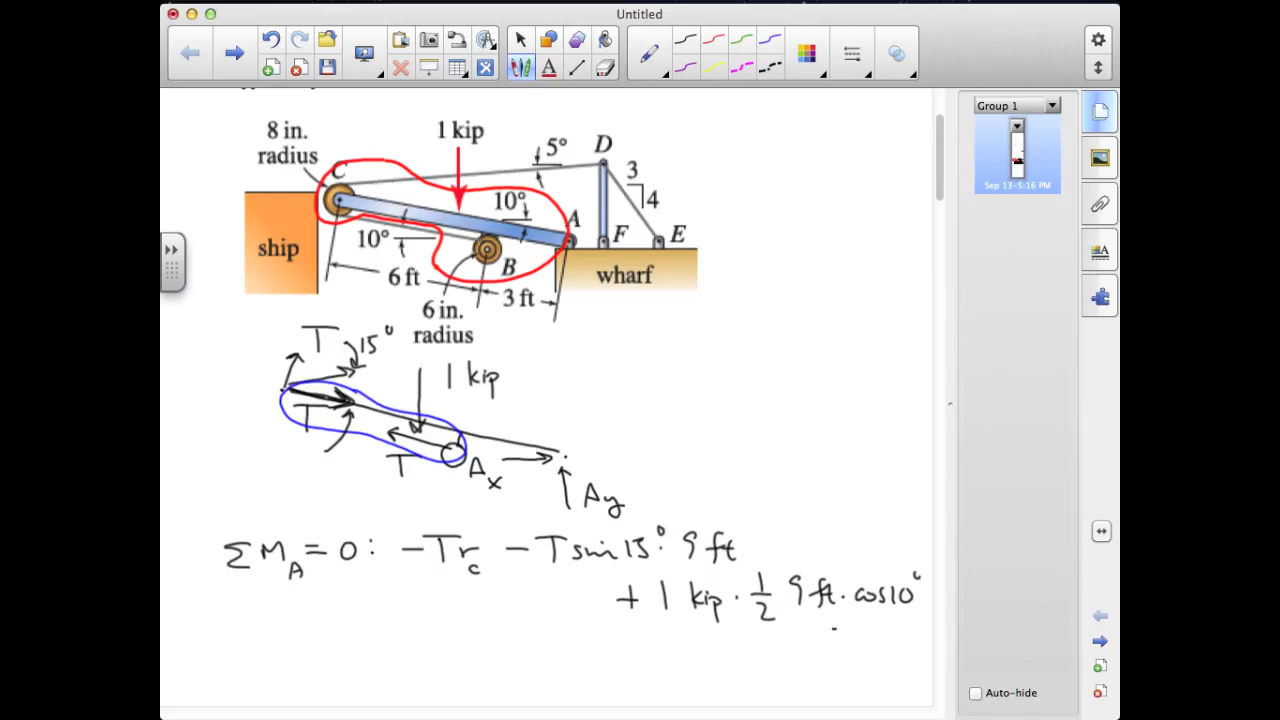 Untitled
8 in.
radius
1 kip
C
5°
D
3
4
10°
A
10°
F
E
ship
6 ft
B
3 ft
wharf
6 in.
radius
T
15°
1 kip
T
T
Ax
Ay
ΣM_A = 0: -Tr_c - T sin 15° · 9 ft
+ 1 kip · 1/2 9 ft · cos 10°
Group 1
Sep 13-5:16 PM
Auto-hide